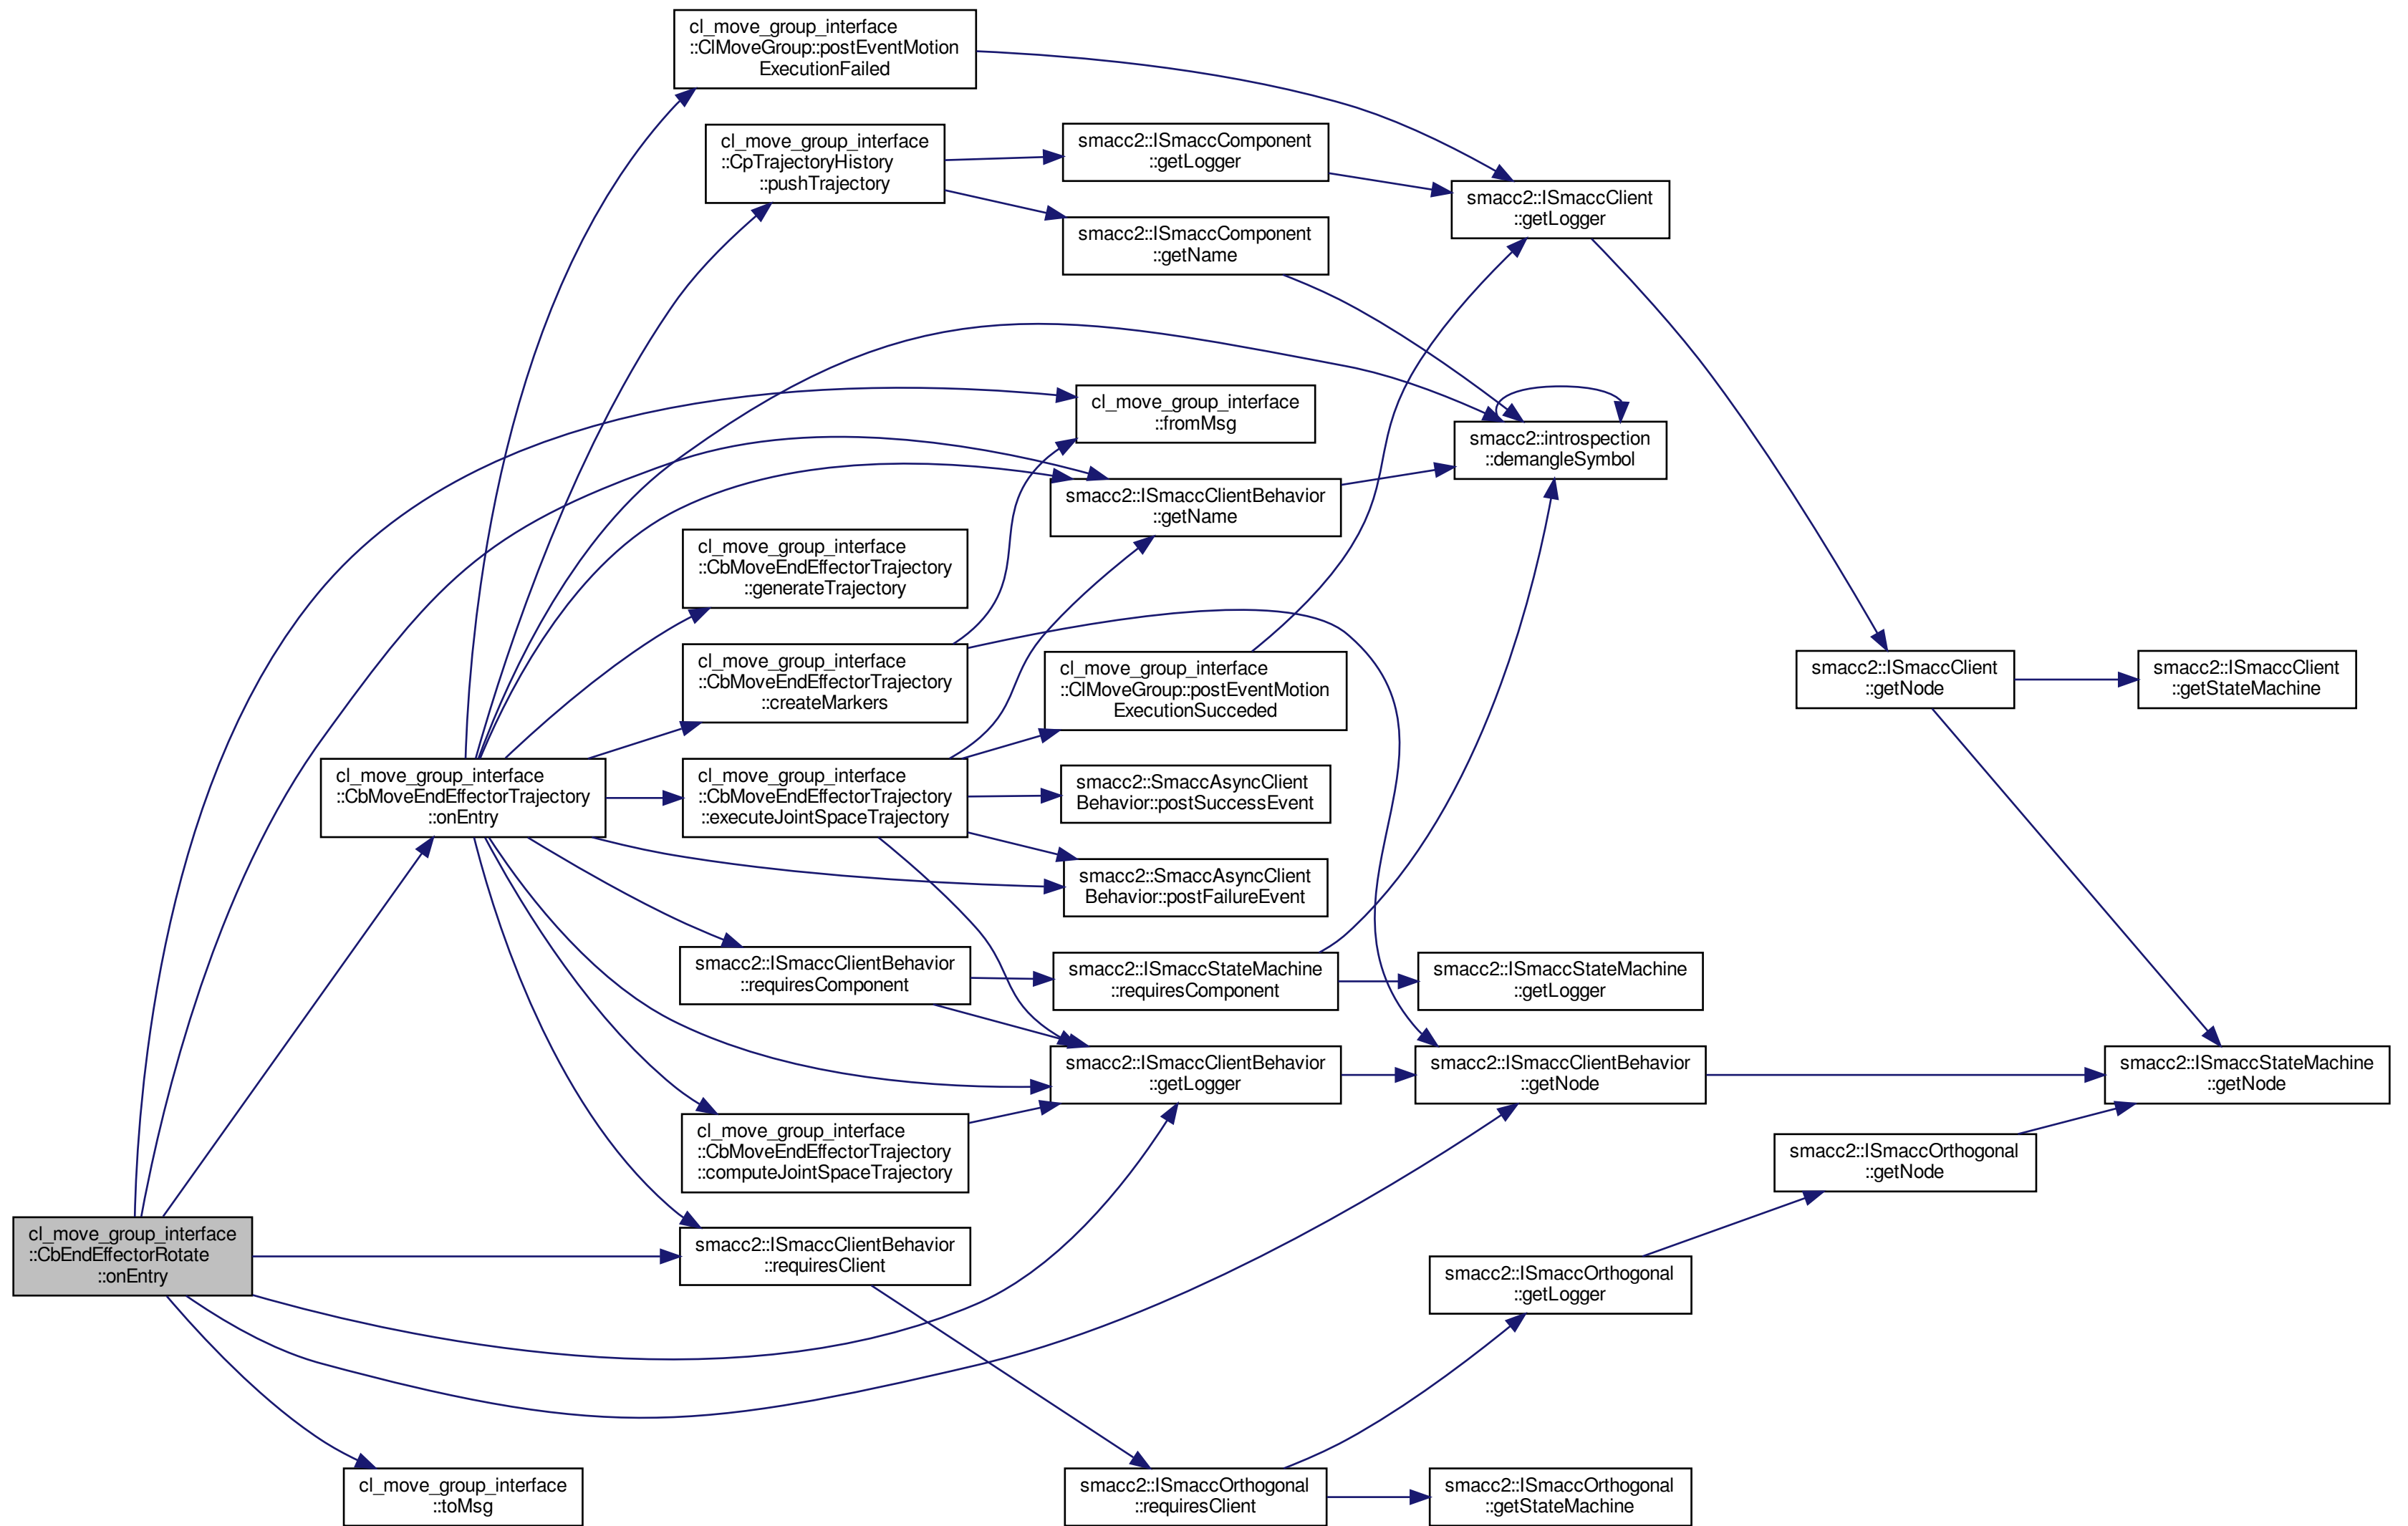 cl_move_group_interface
::ClMoveGroup::postEventMotion
ExecutionFailed
cl_move_group_interface
::CpTrajectoryHistory
::pushTrajectory
smacc2::ISmaccComponent
::getLogger
smacc2::ISmaccClient
::getLogger
smacc2::ISmaccComponent
::getName
cl_move_group_interface
::fromMsg
smacc2::introspection
::demangleSymbol
smacc2::ISmaccClientBehavior
::getName
cl_move_group_interface
::CbMoveEndEffectorTrajectory
::generateTrajectory
cl_move_group_interface
::CbMoveEndEffectorTrajectory
::createMarkers
cl_move_group_interface
::ClMoveGroup::postEventMotion
ExecutionSucceded
smacc2::ISmaccClient
::getNode
smacc2::ISmaccClient
::getStateMachine
cl_move_group_interface
::CbMoveEndEffectorTrajectory
::onEntry
cl_move_group_interface
::CbMoveEndEffectorTrajectory
::executeJointSpaceTrajectory
smacc2::SmaccAsyncClient
Behavior::postSuccessEvent
smacc2::SmaccAsyncClient
Behavior::postFailureEvent
smacc2::ISmaccClientBehavior
::requiresComponent
smacc2::ISmaccStateMachine
::requiresComponent
smacc2::ISmaccStateMachine
::getLogger
smacc2::ISmaccClientBehavior
::getLogger
smacc2::ISmaccClientBehavior
::getNode
smacc2::ISmaccStateMachine
::getNode
cl_move_group_interface
::CbMoveEndEffectorTrajectory
::computeJointSpaceTrajectory
smacc2::ISmaccOrthogonal
::getNode
cl_move_group_interface
::CbEndEffectorRotate
::onEntry
smacc2::ISmaccClientBehavior
::requiresClient
smacc2::ISmaccOrthogonal
::getLogger
cl_move_group_interface
::toMsg
smacc2::ISmaccOrthogonal
::requiresClient
smacc2::ISmaccOrthogonal
::getStateMachine